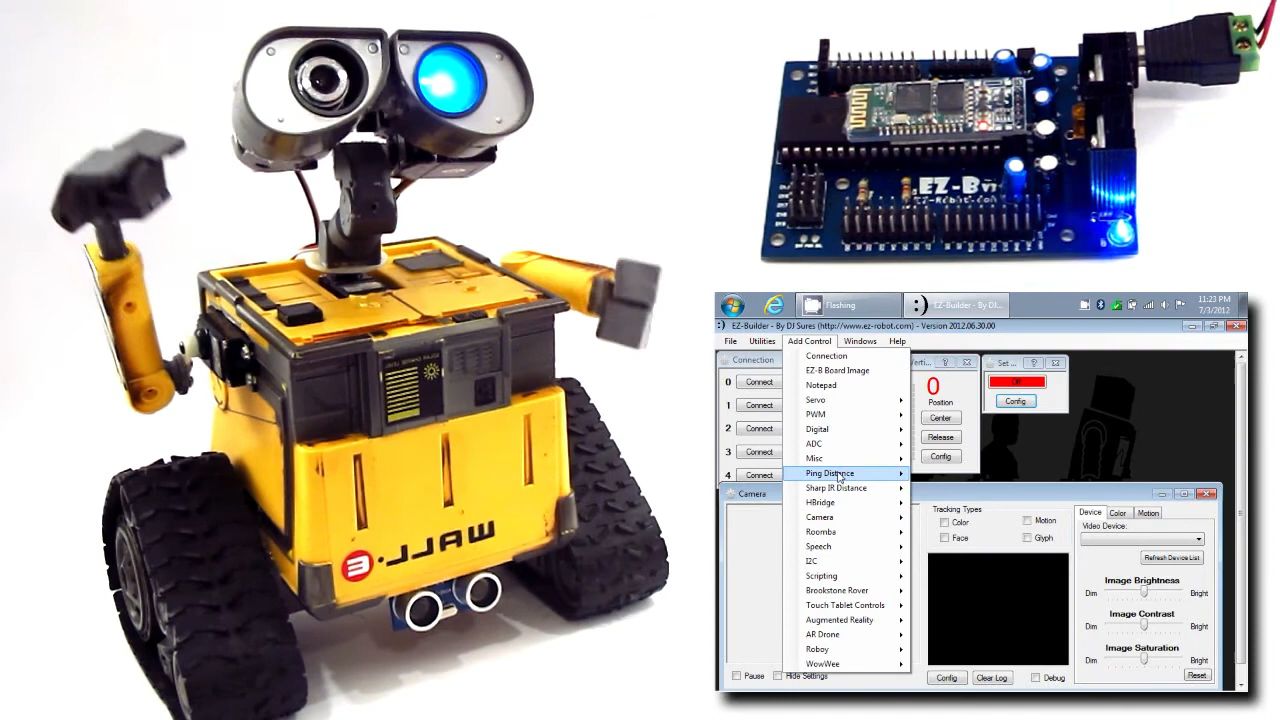 WALL•E
SOLAR CHARGE LEVEL
EZ-B V3
EZ-Robot.com
Flashing
:) EZ-Builder - By DJ...
11:23 PM
7/3/2012
:) EZ-Builder - By DJ Sures (http://www.ez-robot.com) - Version 2012.06.30.00
File Utilities Add Control Windows Help
Connection
0 Connect
1 Connect
2 Connect
3 Connect
4 Connect
Connection
EZ-B Board Image
Notepad
Servo
PWM
Digital
ADC
Misc
Ping Distance
Sharp IR Distance
HBridge
Camera
Roomba
Speech
I2C
Scripting
Brookstone Rover
Touch Tablet Controls
Augmented Reality
AR Drone
Roboy
WowWee
Verti... ?
0
Position
Center
Release
Config
Set ... ?
Off
Config
Camera
Tracking Types
Color
Motion
Face
Glyph
Device Color Motion
Video Device:
Refresh Device List
Image Brightness
Dim Bright
Image Contrast
Dim Bright
Image Saturation
Dim Bright
Reset
Pause Hide Settings
Config Clear Log Debug